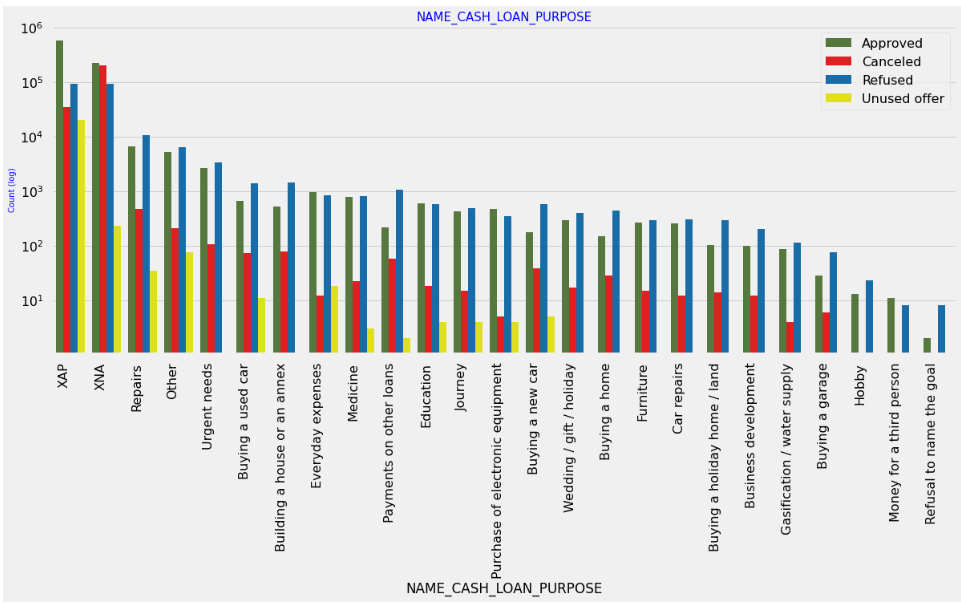 NAME_CASH_LOAN_PURPOSE
Approved
Canceled
Refused
Unused offer
10⁶
10⁵
10⁴
10³
10²
10¹
Count (log)
XAP
XNA
Repairs
Other
Urgent needs
Buying a used car
Building a house or an annex
Everyday expenses
Medicine
Payments on other loans
Education
Journey
Purchase of electronic equipment
Buying a new car
Wedding / gift / holiday
Buying a home
Furniture
Car repairs
Buying a holiday home / land
Business development
Gasification / water supply
Buying a garage
Hobby
Money for a third person
Refusal to name the goal
NAME_CASH_LOAN_PURPOSE